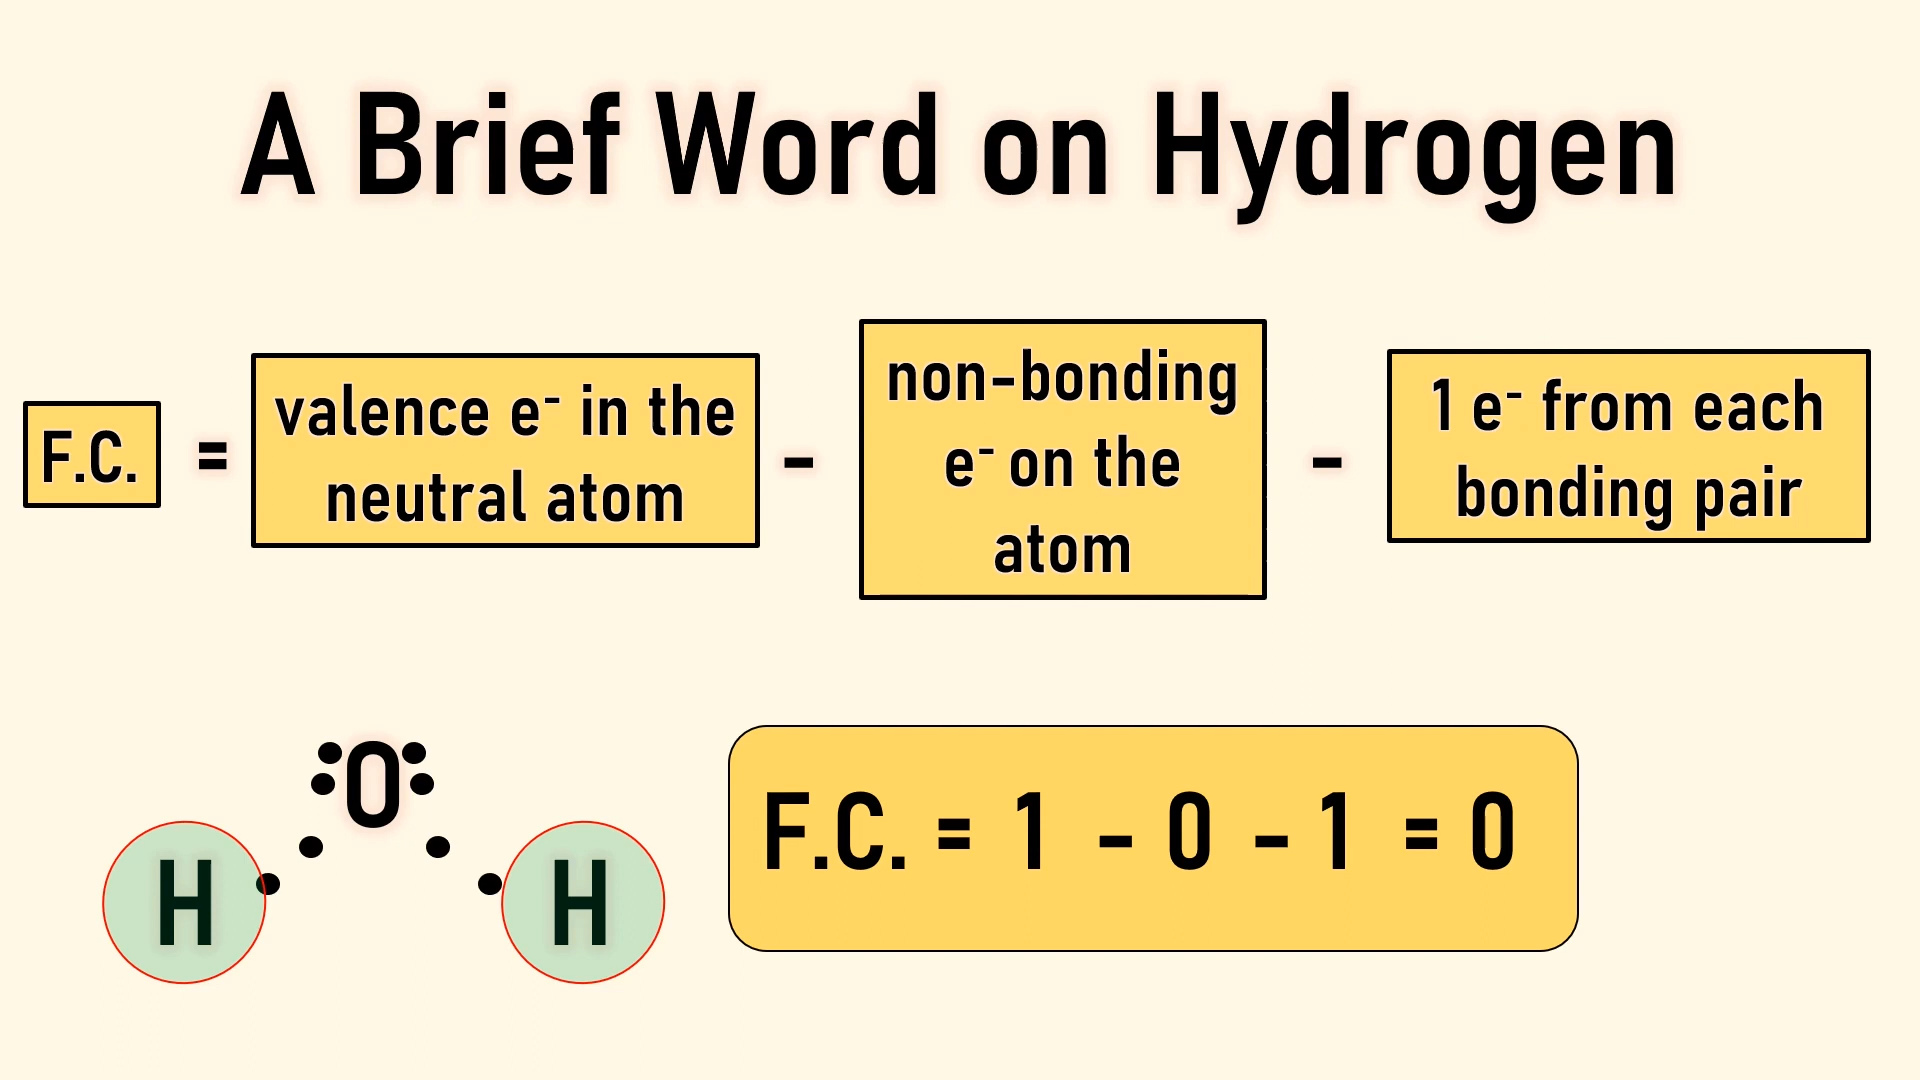 A Brief Word on Hydrogen
F.C. = valence e⁻ in the neutral atom - non-bonding e⁻ on the atom - 1 e⁻ from each bonding pair
O
H H
F.C. = 1 - 0 - 1 = 0